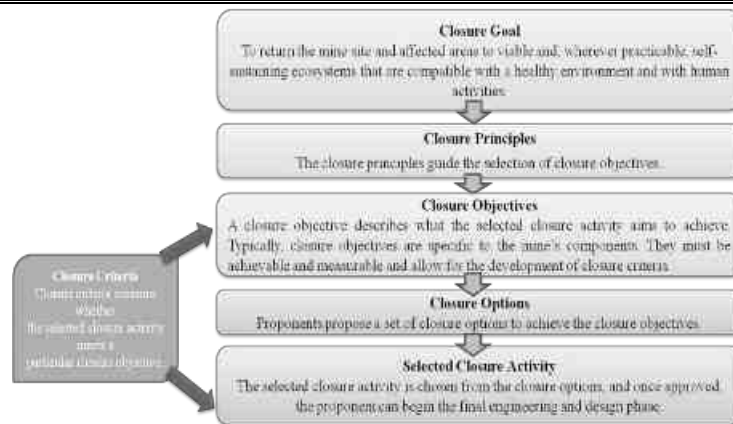 Closure Goal
To return the mine site and affected areas to viable and, wherever practicable, self-
sustaining ecosystems that are compatible with a healthy environment and with human
activities.
Closure Principles
The closure principles guide the selection of closure objectives.
Closure Objectives
A closure objective describes what the selected closure activity aims to achieve.
Typically, closure objectives are specific to the mine's components. They must be
achievable and measurable and allow for the development of closure criteria.
Closure Criteria
Closure criteria measure
whether
the selected closure activity
meets a
particular closure objective.
Closure Options
Proponents propose a set of closure options to achieve the closure objectives.
Selected Closure Activity
The selected closure activity is chosen from the closure options, and once approved,
the proponent can begin the final engineering and design phase.